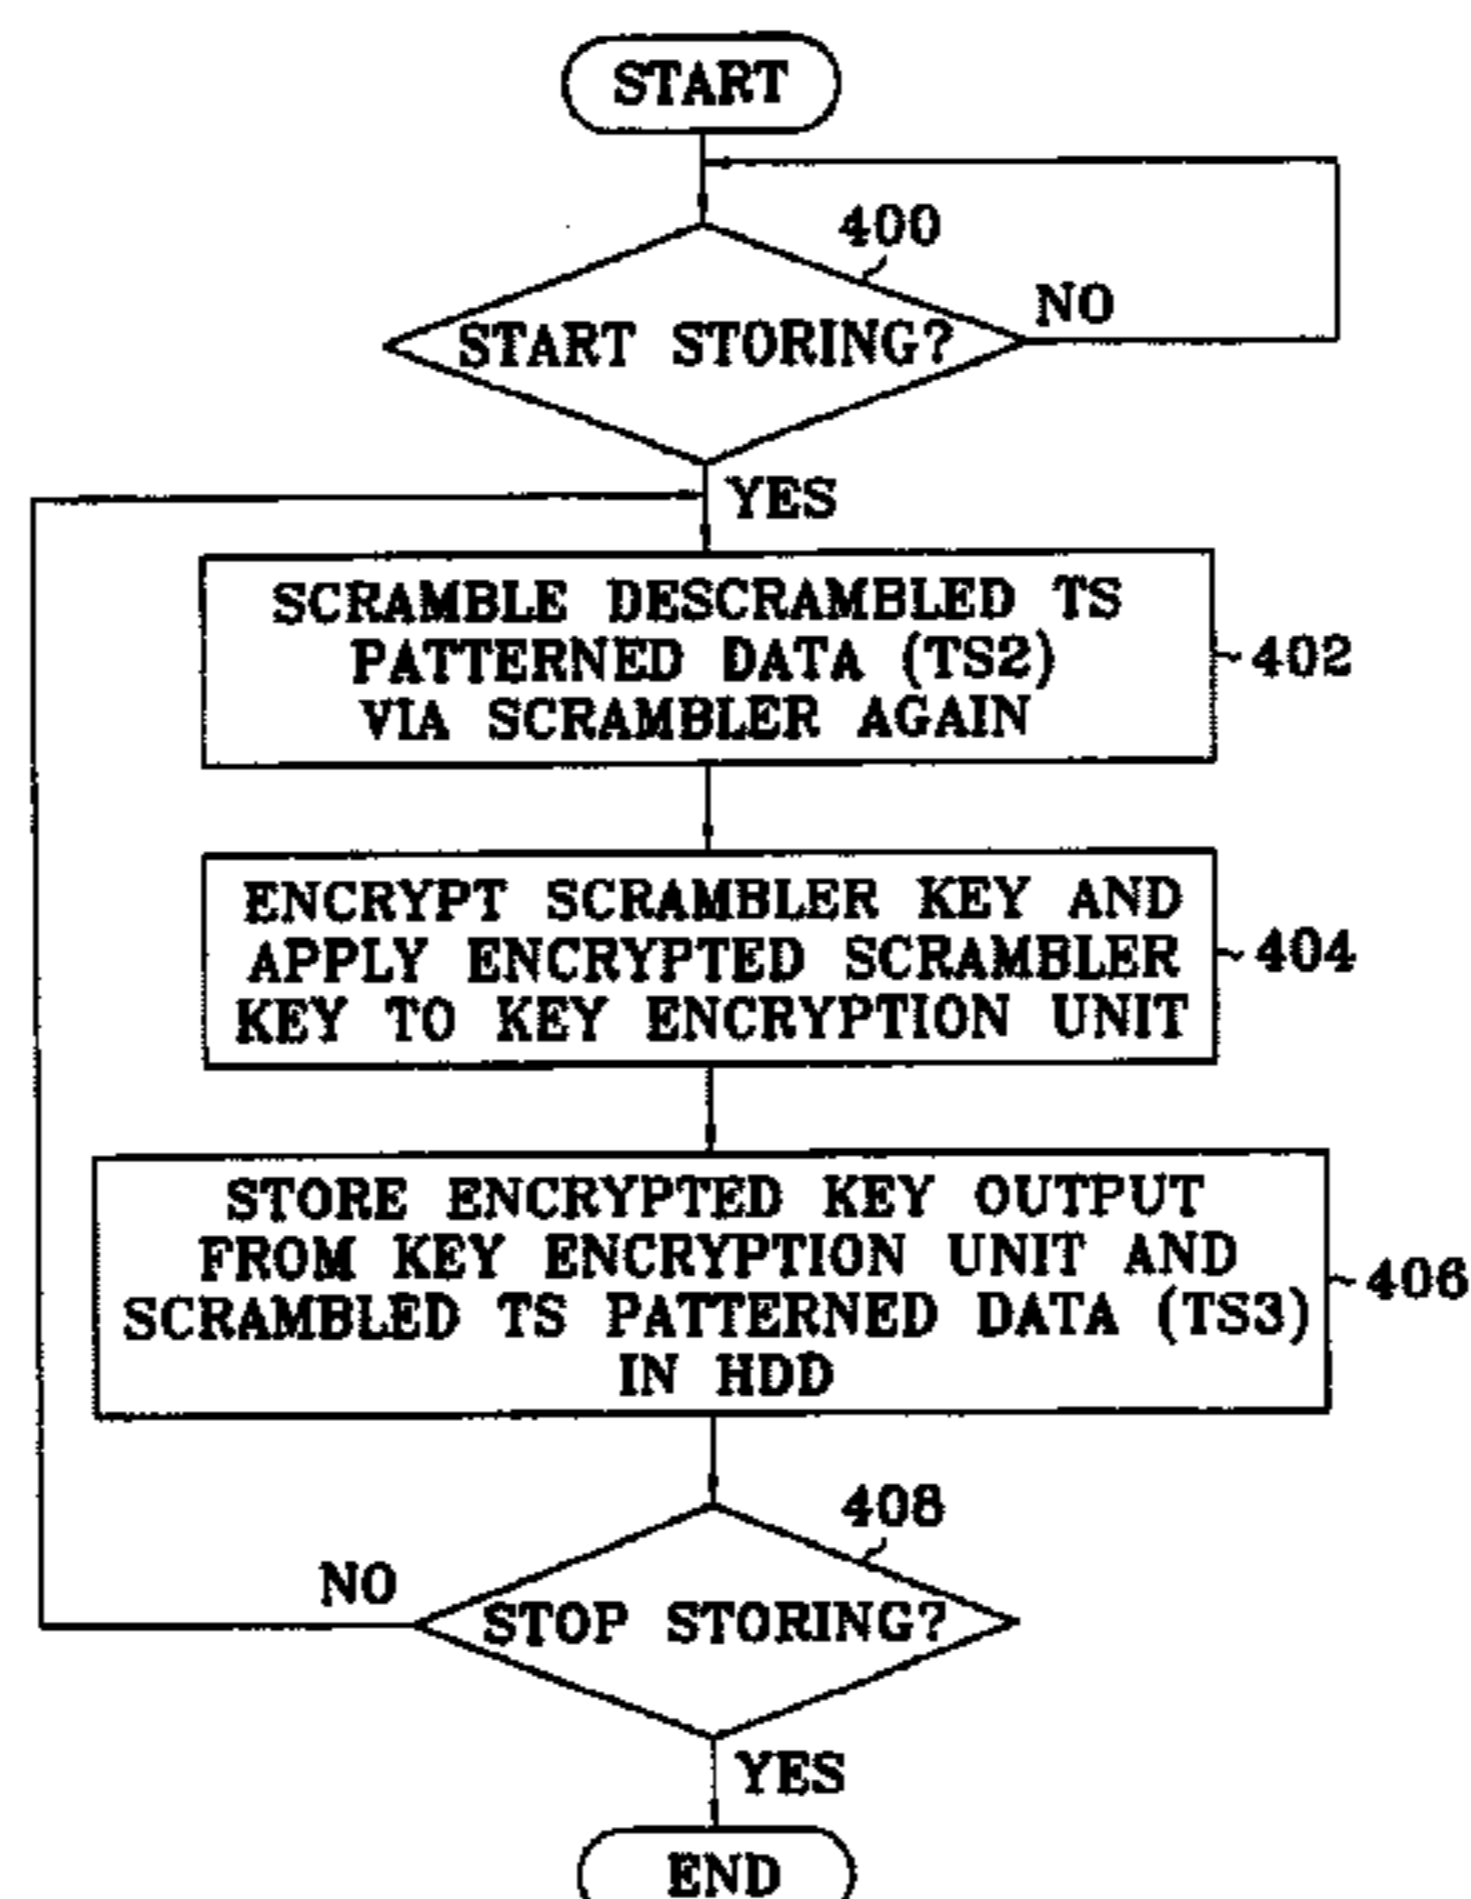 START
400
START STORING?
NO
YES
SCRAMBLE DESCRAMBLED TS
PATTERNED DATA (TS2)
VIA SCRAMBLER AGAIN
402
ENCRYPT SCRAMBLER KEY AND
APPLY ENCRYPTED SCRAMBLER
KEY TO KEY ENCRYPTION UNIT
404
STORE ENCRYPTED KEY OUTPUT
FROM KEY ENCRYPTION UNIT AND
SCRAMBLED TS PATTERNED DATA (TS3)
IN HDD
406
408
STOP STORING?
NO
YES
END